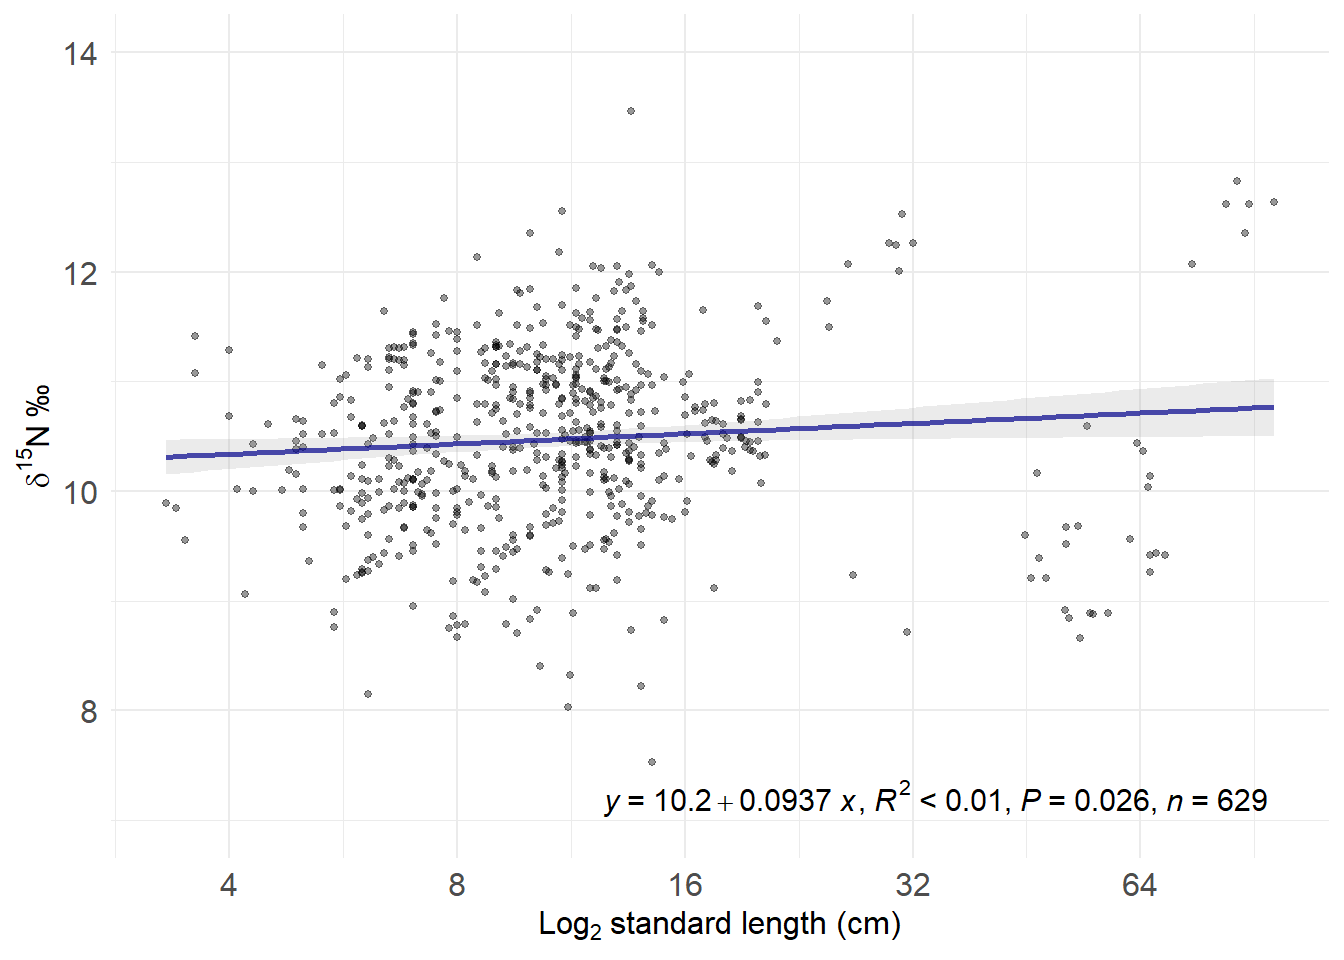 14
12
10
8
δ15N ‰
y = 10.2 + 0.0937 x, R2 < 0.01, P = 0.026, n = 629
4 8 16 32 64
Log2 standard length (cm)